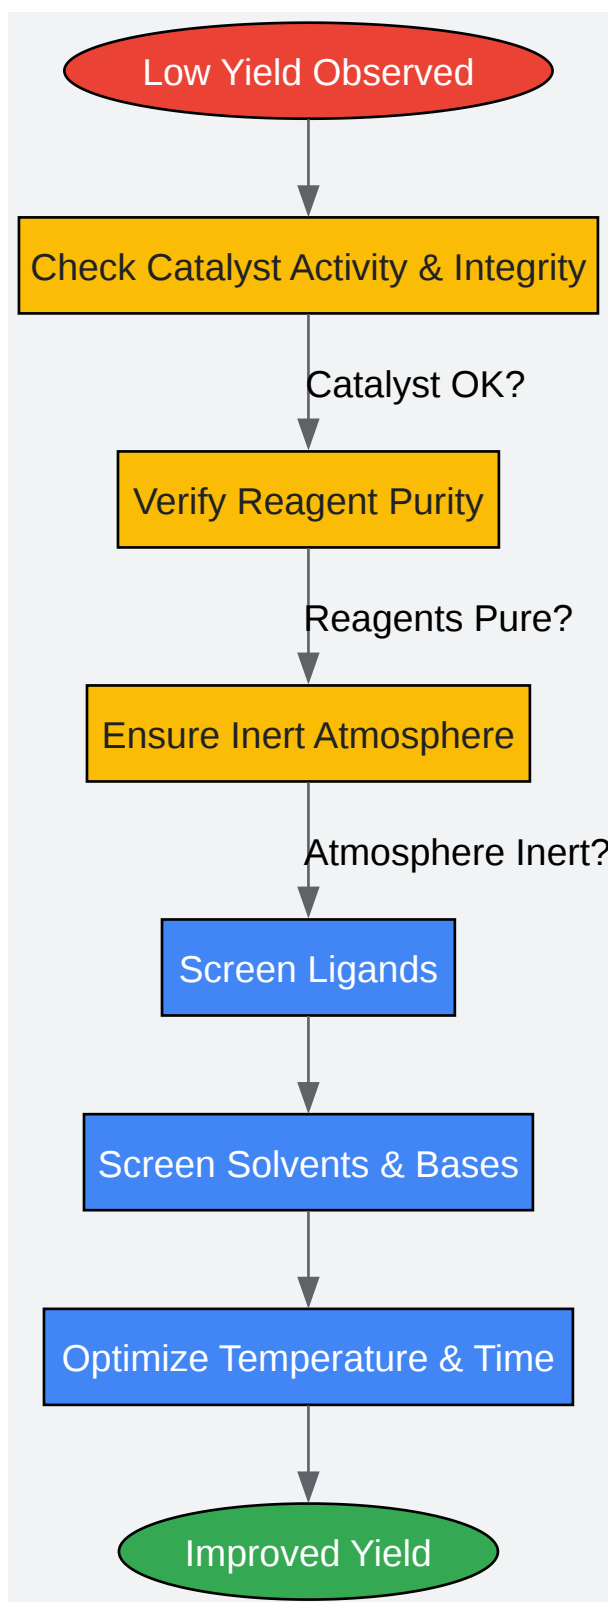 Low Yield Observed
Check Catalyst Activity & Integrity
Catalyst OK?
Verify Reagent Purity
Reagents Pure?
Ensure Inert Atmosphere
Atmosphere Inert?
Screen Ligands
Screen Solvents & Bases
Optimize Temperature & Time
Improved Yield